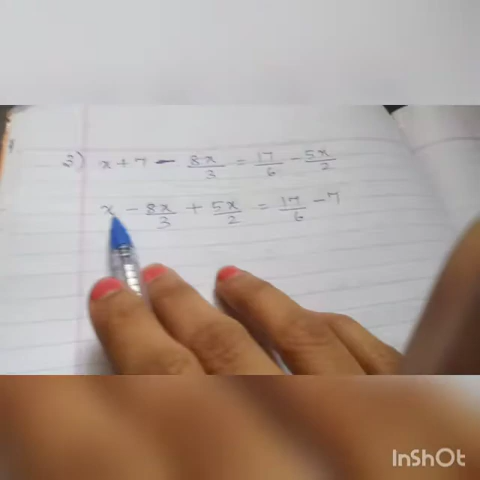 3) x + 7 - 8x/3 = 17/6 - 5x/2
x - 8x/3 + 5x/2 = 17/6 - 7
InShOt